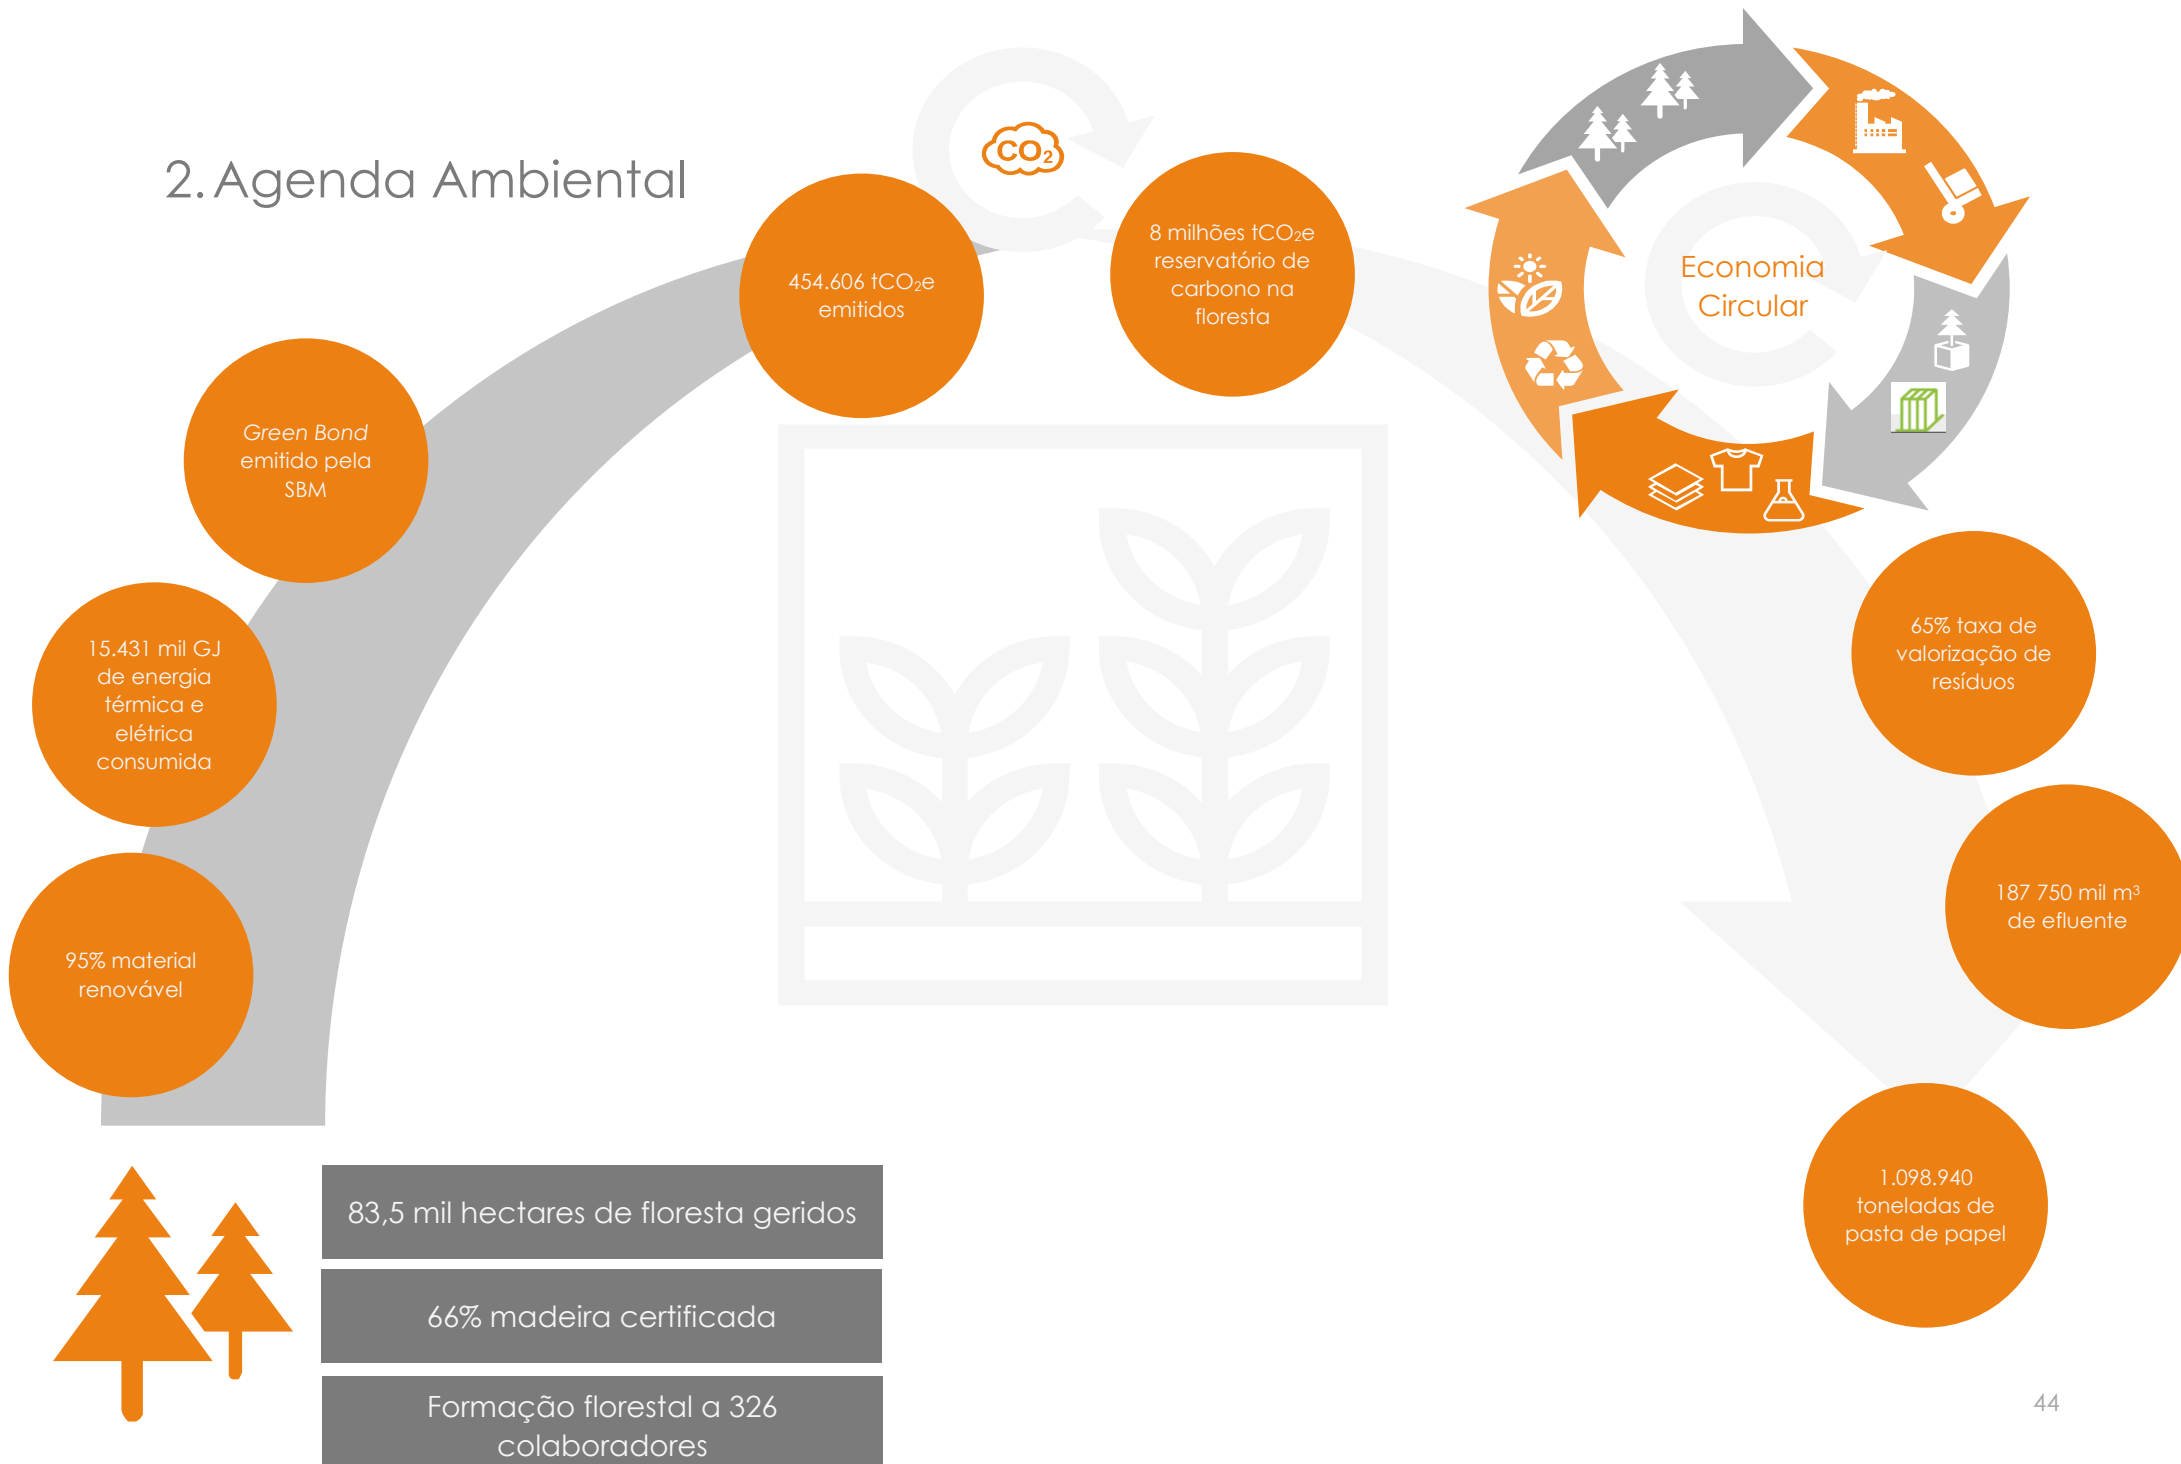 2. Agenda Ambiental
CO₂
454.606 tCO₂e
emitidos
8 milhões tCO₂e
reservatório de
carbono na
floresta
Economia
Circular
Green Bond
emitido pela
SBM
15.431 mil GJ
de energia
térmica e
elétrica
consumida
95% material
renovável
65% taxa de
valorização de
resíduos
187 750 mil m³
de efluente
1.098.940
toneladas de
pasta de papel
83,5 mil hectares de floresta geridos
66% madeira certificada
Formação florestal a 326
colaboradores
44